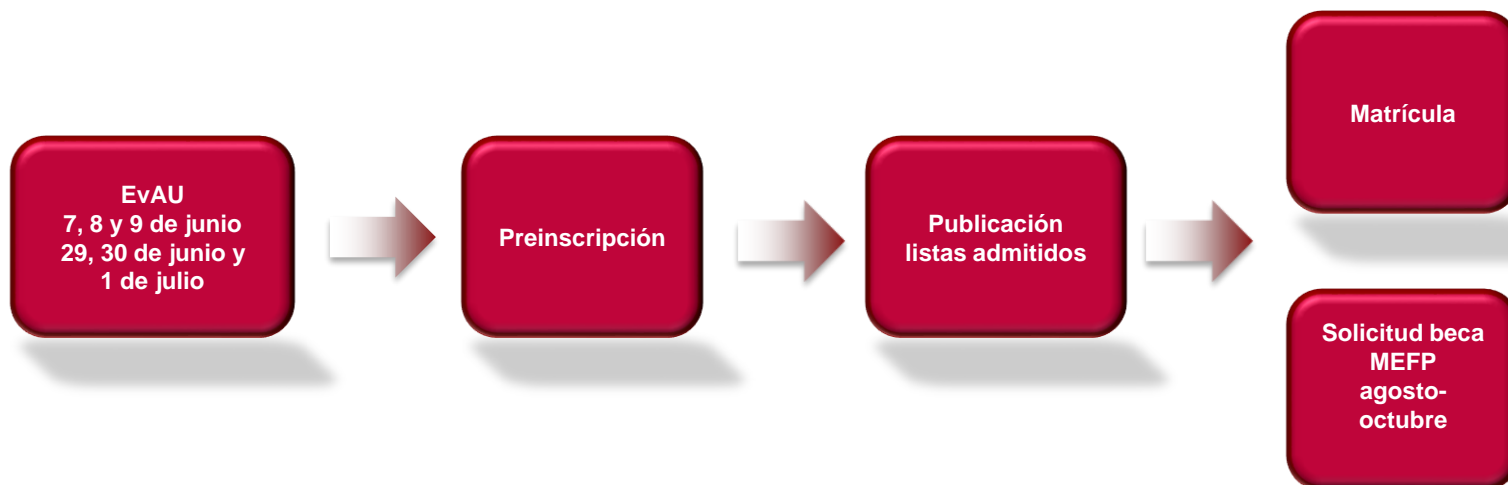 EvAU
7, 8 y 9 de junio
29, 30 de junio y
1 de julio
Preinscripción
Publicación
listas admitidos
Matrícula
Solicitud beca
MEFP
agosto-
octubre